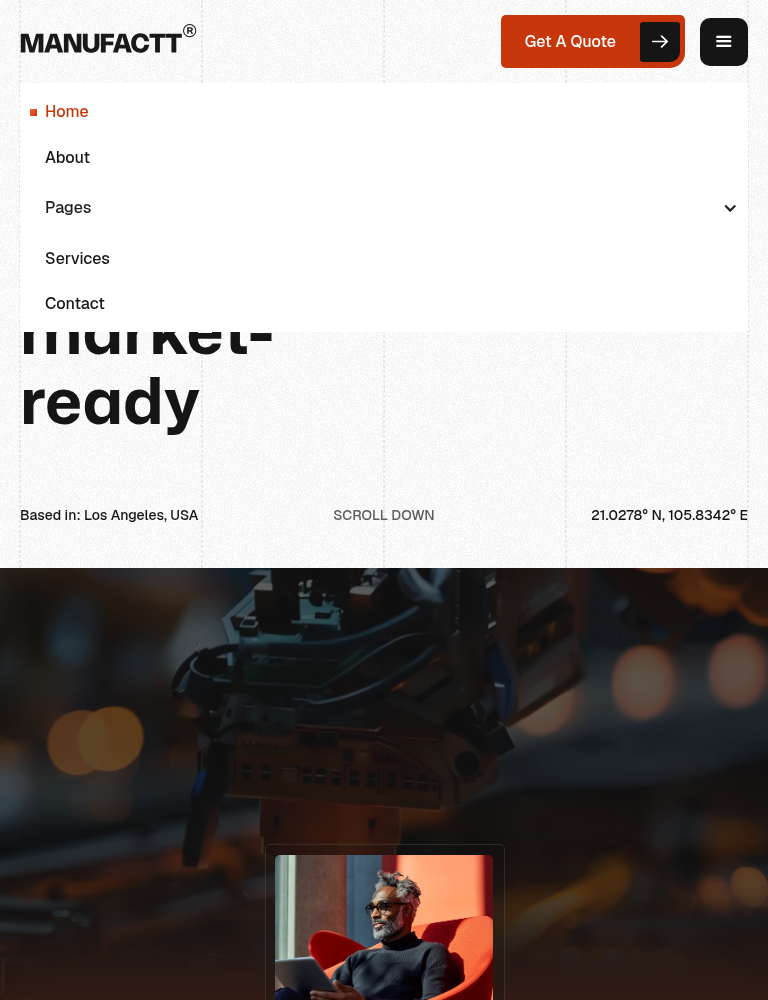 MANUFACTT®
Get A Quote
Home
About
Pages
Services
Contact
market-
ready
Based in: Los Angeles, USA
SCROLL DOWN
21.0278° N, 105.8342° E